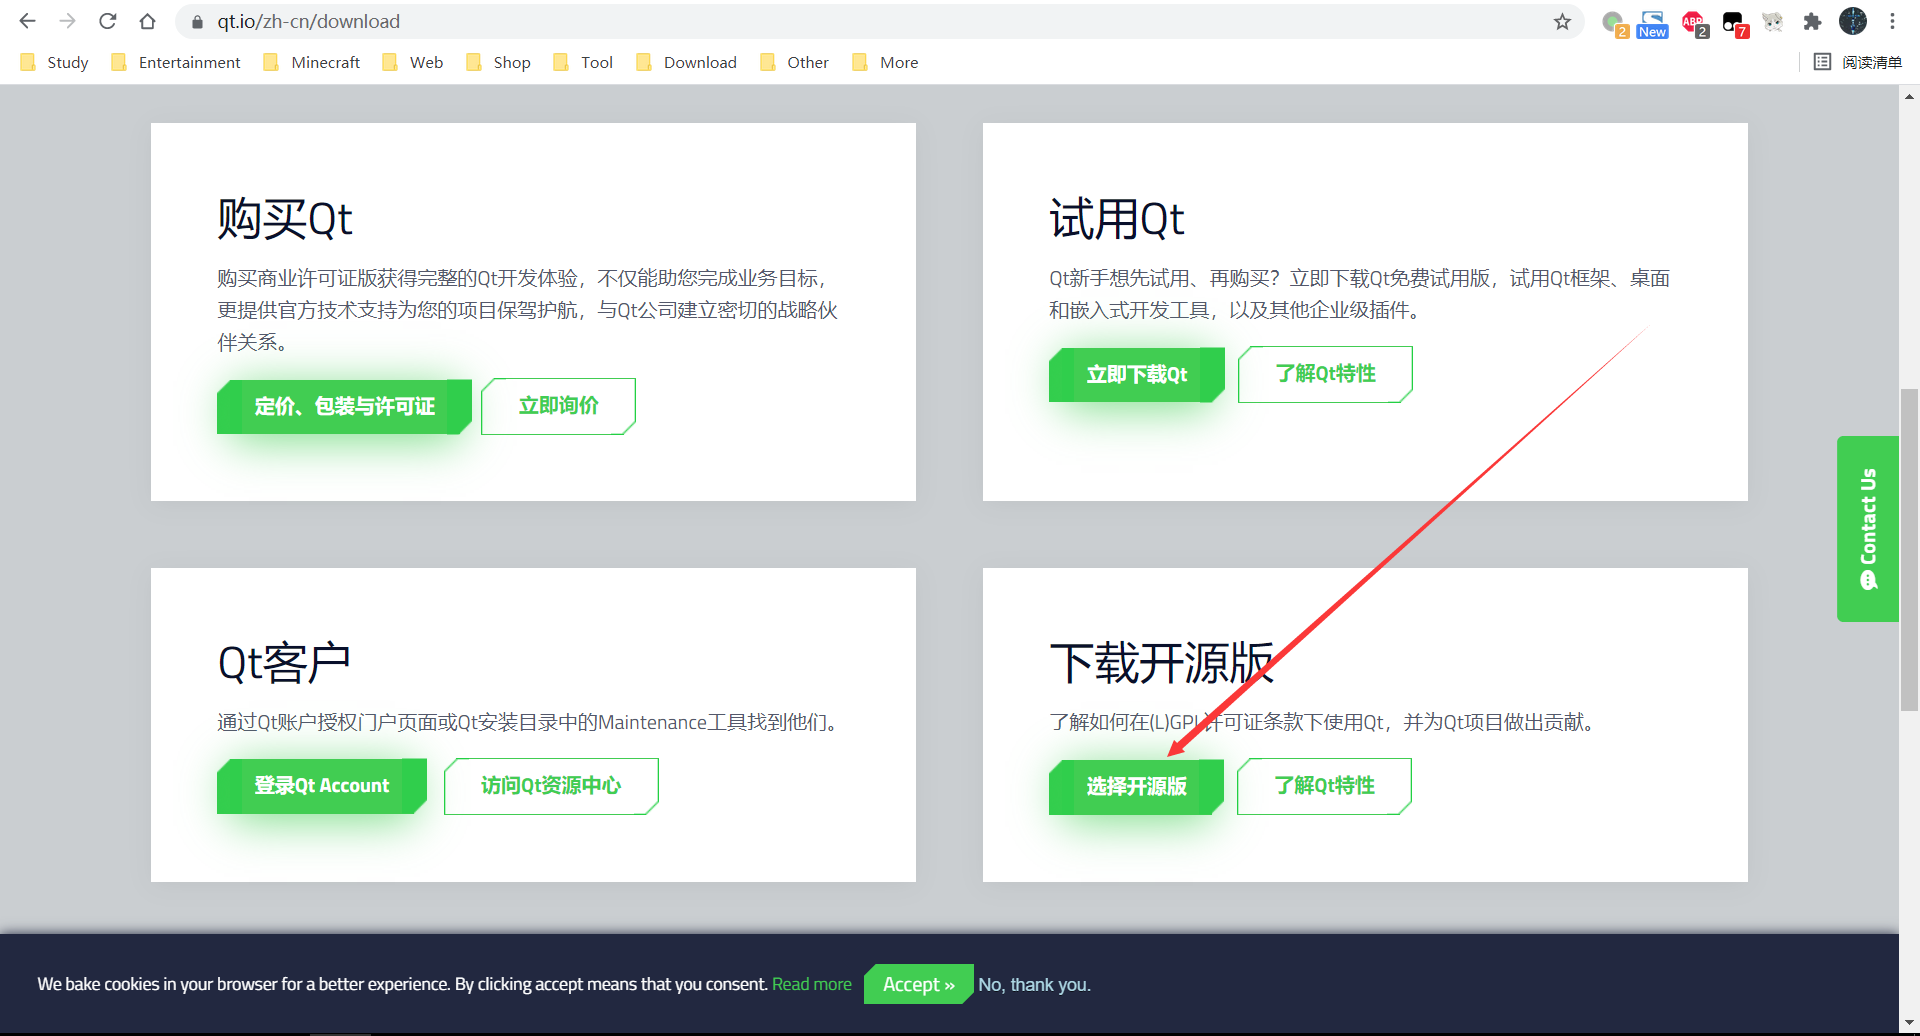 qt.io/zh-cn/download
2
New
ABP
2
7
Study
Entertainment
Minecraft
Web
Shop
Tool
Download
Other
More
阅读清单
购买Qt
购买商业许可证版获得完整的Qt开发体验，不仅能助您完成业务目标，
更提供官方技术支持为您的项目保驾护航，与Qt公司建立密切的战略伙
伴关系。
定价、包装与许可证
立即询价
试用Qt
Qt新手想先试用、再购买？立即下载Qt免费试用版，试用Qt框架、桌面
和嵌入式开发工具，以及其他企业级插件。
立即下载Qt
了解Qt特性
Contact Us
Qt客户
通过Qt账户授权门户页面或Qt安装目录中的Maintenance工具找到他们。
登录Qt Account
访问Qt资源中心
下载开源版
了解如何在(L)GPL许可证条款下使用Qt，并为Qt项目做出贡献。
选择开源版
了解Qt特性
We bake cookies in your browser for a better experience. By clicking accept means that you consent. Read more
Accept »
No, thank you.